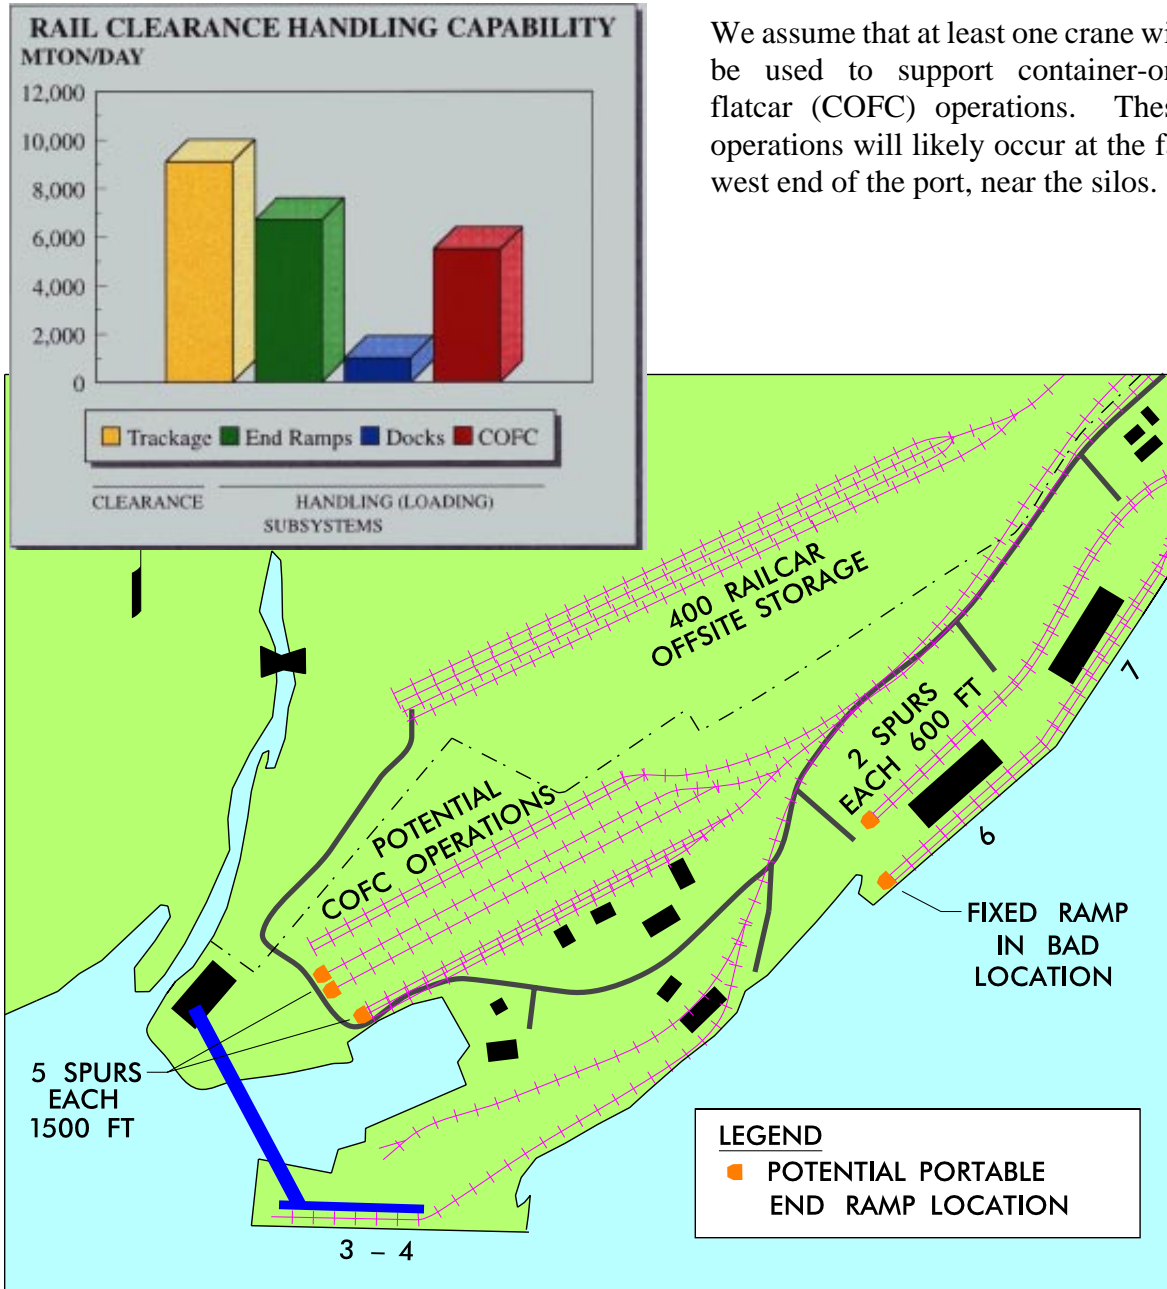 RAIL CLEARANCE HANDLING CAPABILITY
MTON/DAY
12,000
10,000
8,000
6,000
4,000
2,000
0
Trackage End Ramps Docks COFC
CLEARANCE HANDLING (LOADING)
SUBSYSTEMS
We assume that at least one crane wi
be used to support container-on
flatcar (COFC) operations. Thes
operations will likely occur at the fa
west end of the port, near the silos.
400 RAILCAR
OFFSITE STORAGE
POTENTIAL
COFC OPERATIONS
2 SPURS
EACH 600 FT
7
6
FIXED RAMP
IN BAD
LOCATION
5 SPURS
EACH
1500 FT
3 – 4
LEGEND
POTENTIAL PORTABLE
END RAMP LOCATION